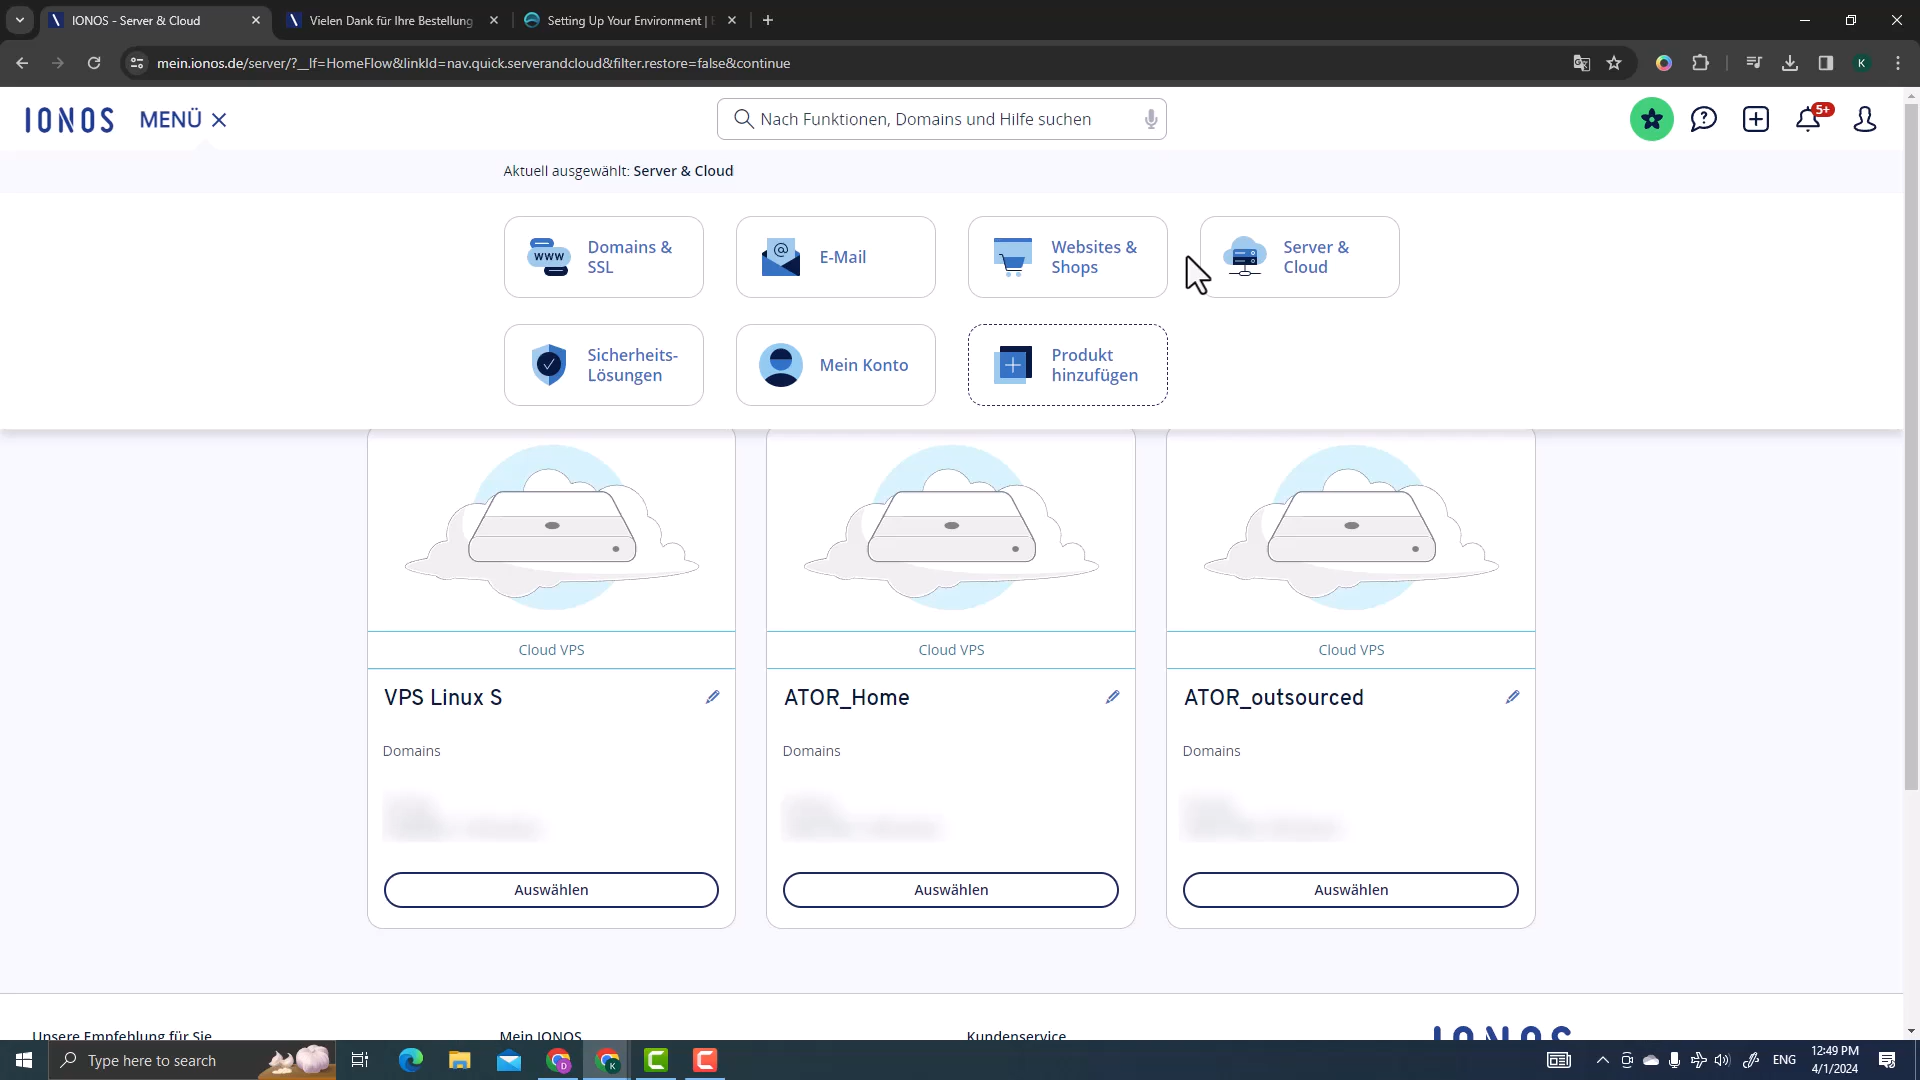 IONOS - Server & Cloud
Vielen Dank für Ihre Bestellung
Setting Up Your Environment |
mein.ionos.de/server/?__lf=HomeFlow&linkId=nav.quick.serverandcloud&filter.restore=false&continue
K
IONOS
MENÜ
Nach Funktionen, Domains und Hilfe suchen
5+
Aktuell ausgewählt: Server & Cloud
www
Domains &
SSL
@
E-Mail
Websites &
Shops
Server &
Cloud
Sicherheits-
Lösungen
Mein Konto
Produkt
hinzufügen
Cloud VPS
Cloud VPS
Cloud VPS
VPS Linux S
ATOR_Home
ATOR_outsourced
Domains
Domains
Domains
Auswählen
Auswählen
Auswählen
Unsere Empfehlung für Sie
Mein IONOS
Kundenservice
IONOS
Type here to search
D
K
ENG
12:49 PM
4/1/2024